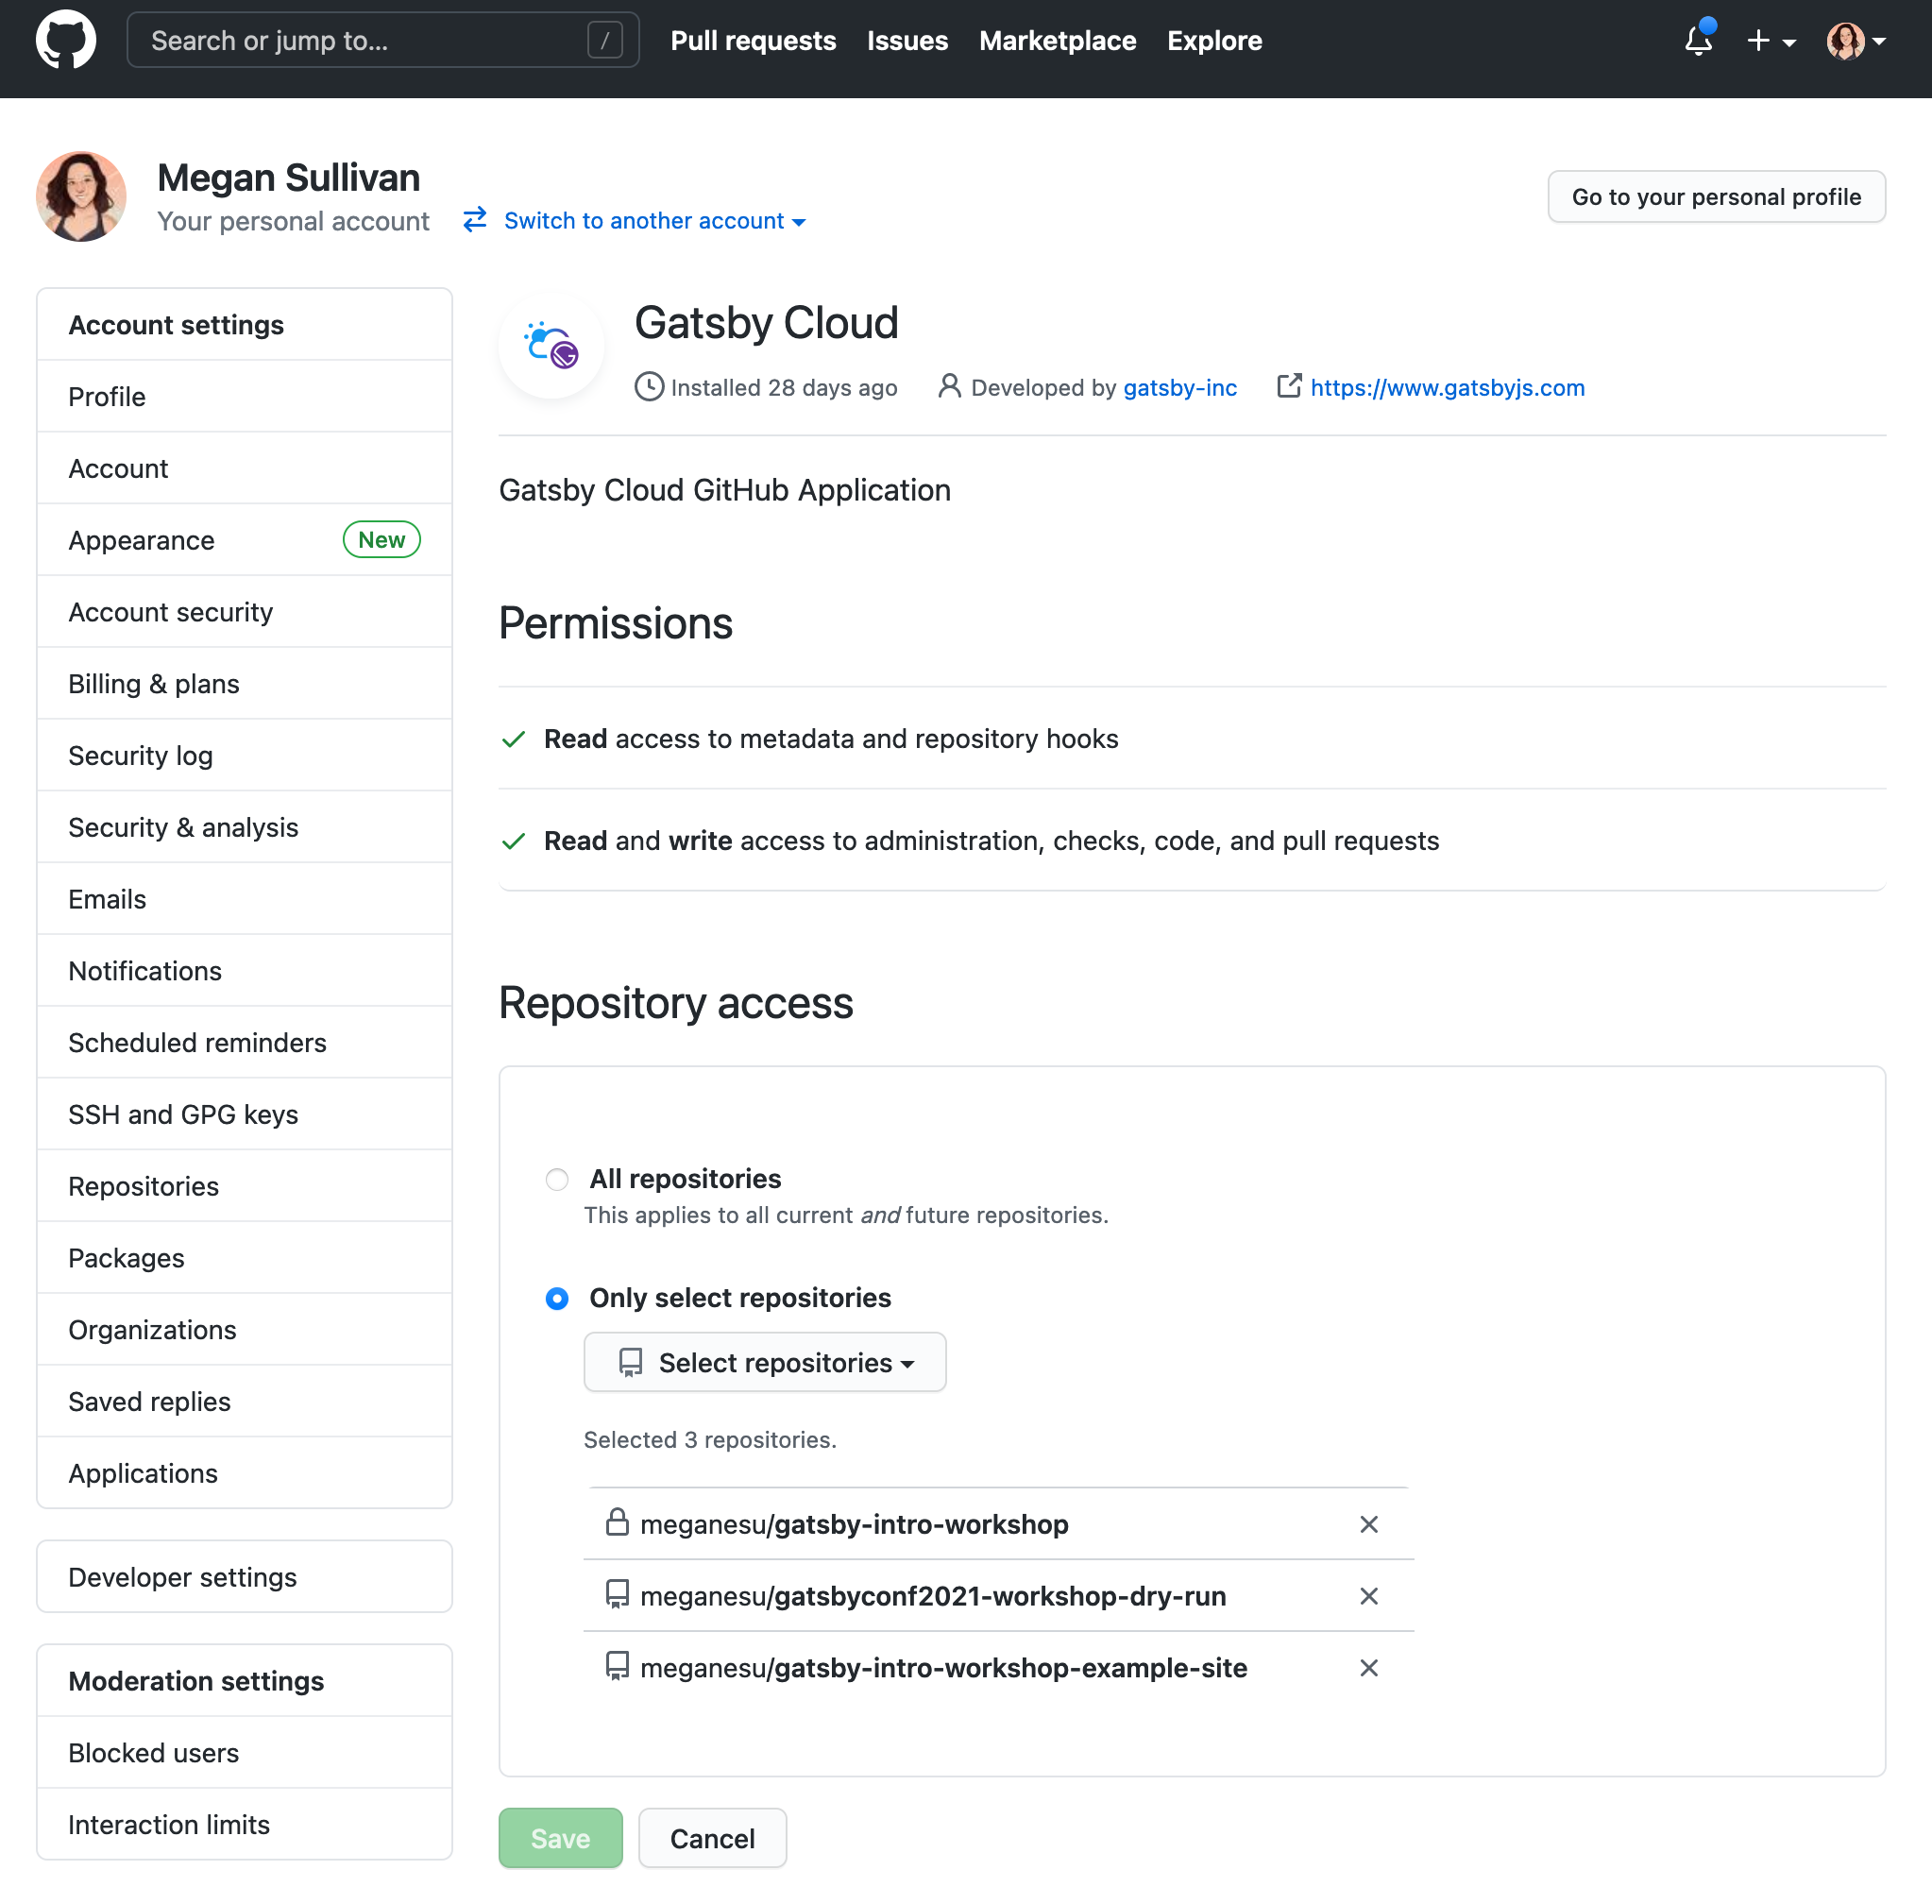 Search or jump to... /
Pull requests Issues Marketplace Explore
Megan Sullivan
Your personal account Switch to another account
Go to your personal profile
Account settings
Profile
Account
Appearance New
Account security
Billing & plans
Security log
Security & analysis
Emails
Notifications
Scheduled reminders
SSH and GPG keys
Repositories
Packages
Organizations
Saved replies
Applications
Developer settings
Moderation settings
Blocked users
Interaction limits
Gatsby Cloud
Installed 28 days ago Developed by gatsby-inc https://www.gatsbyjs.com
Gatsby Cloud GitHub Application
Permissions
Read access to metadata and repository hooks
Read and write access to administration, checks, code, and pull requests
Repository access
All repositories
This applies to all current and future repositories.
Only select repositories
Select repositories
Selected 3 repositories.
meganesu/gatsby-intro-workshop
meganesu/gatsbyconf2021-workshop-dry-run
meganesu/gatsby-intro-workshop-example-site
Save Cancel